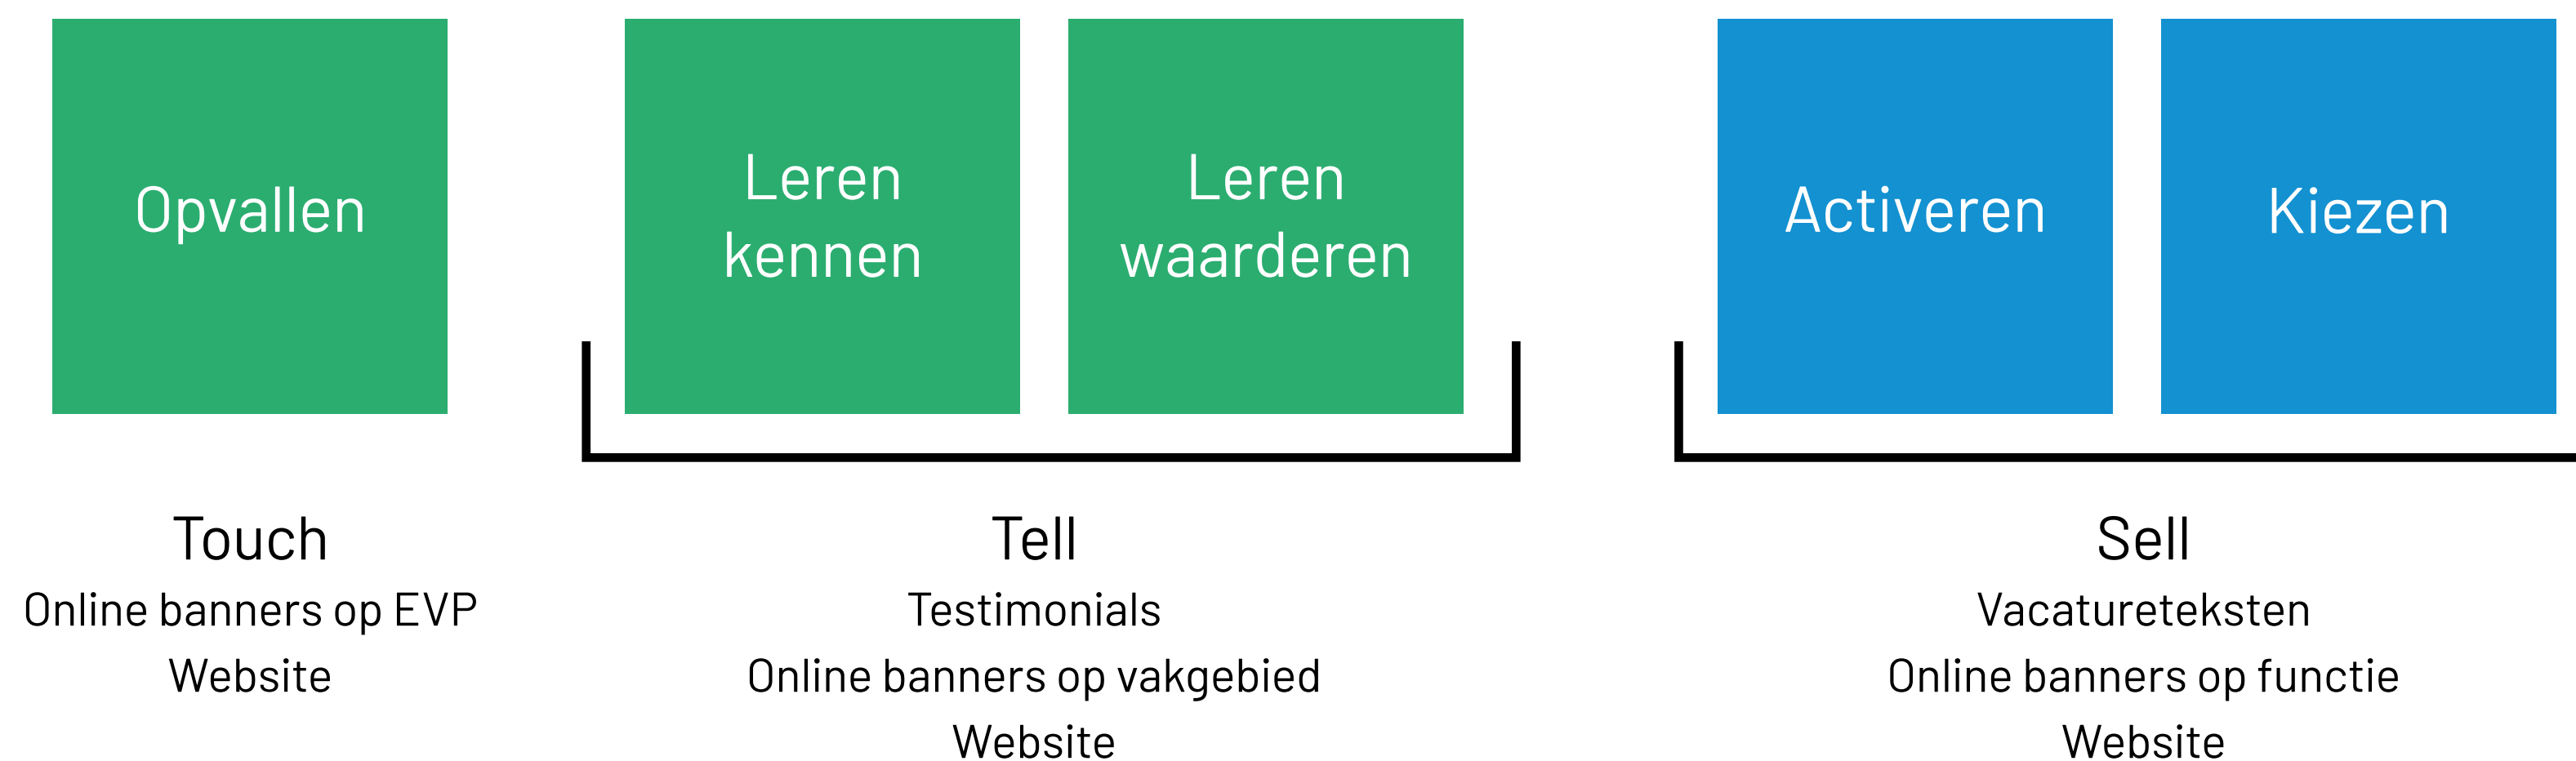 Opvallen
Leren
kennen
Leren
waarderen
Activeren
Kiezen
Touch
Online banners op EVP
Website
Tell
Testimonials
Online banners op vakgebied
Website
Sell
Vacatureteksten
Online banners op functie
Website